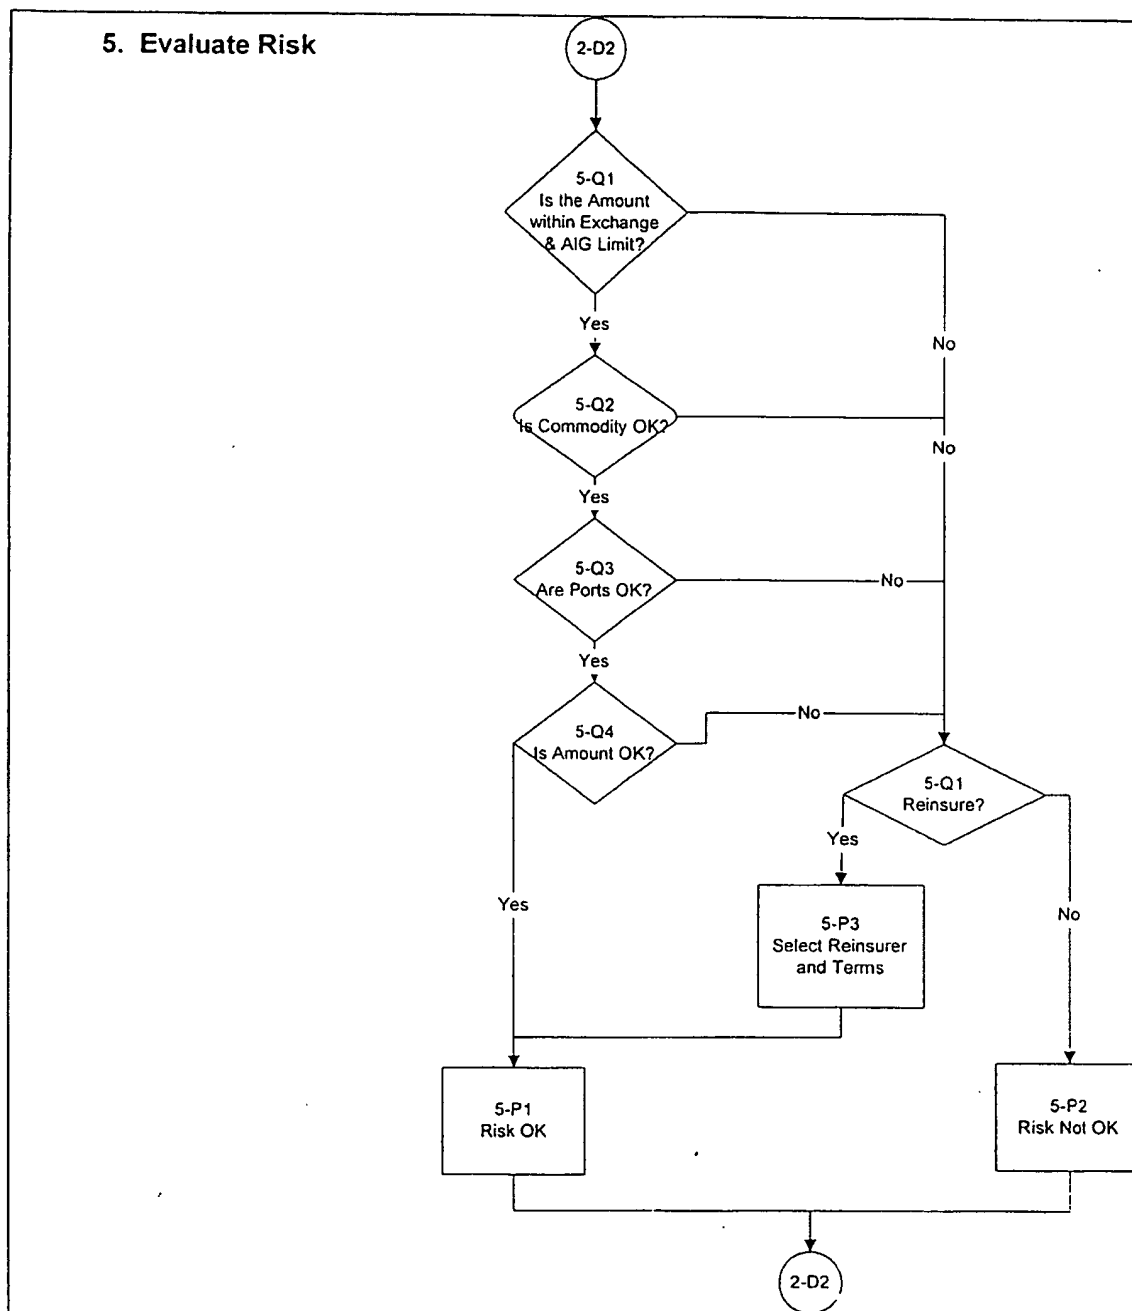 5. Evaluate Risk
2-D2
5-Q1
Is the Amount
within Exchange
& AIG Limit?
Yes
No
5-Q2
Is Commodity OK?
No
Yes
5-Q3
Are Ports OK?
No
Yes
5-Q4
Is Amount OK?
No
5-Q1
Reinsure?
Yes
Yes
No
5-P3
Select Reinsurer
and Terms
5-P1
Risk OK
5-P2
Risk Not OK
2-D2